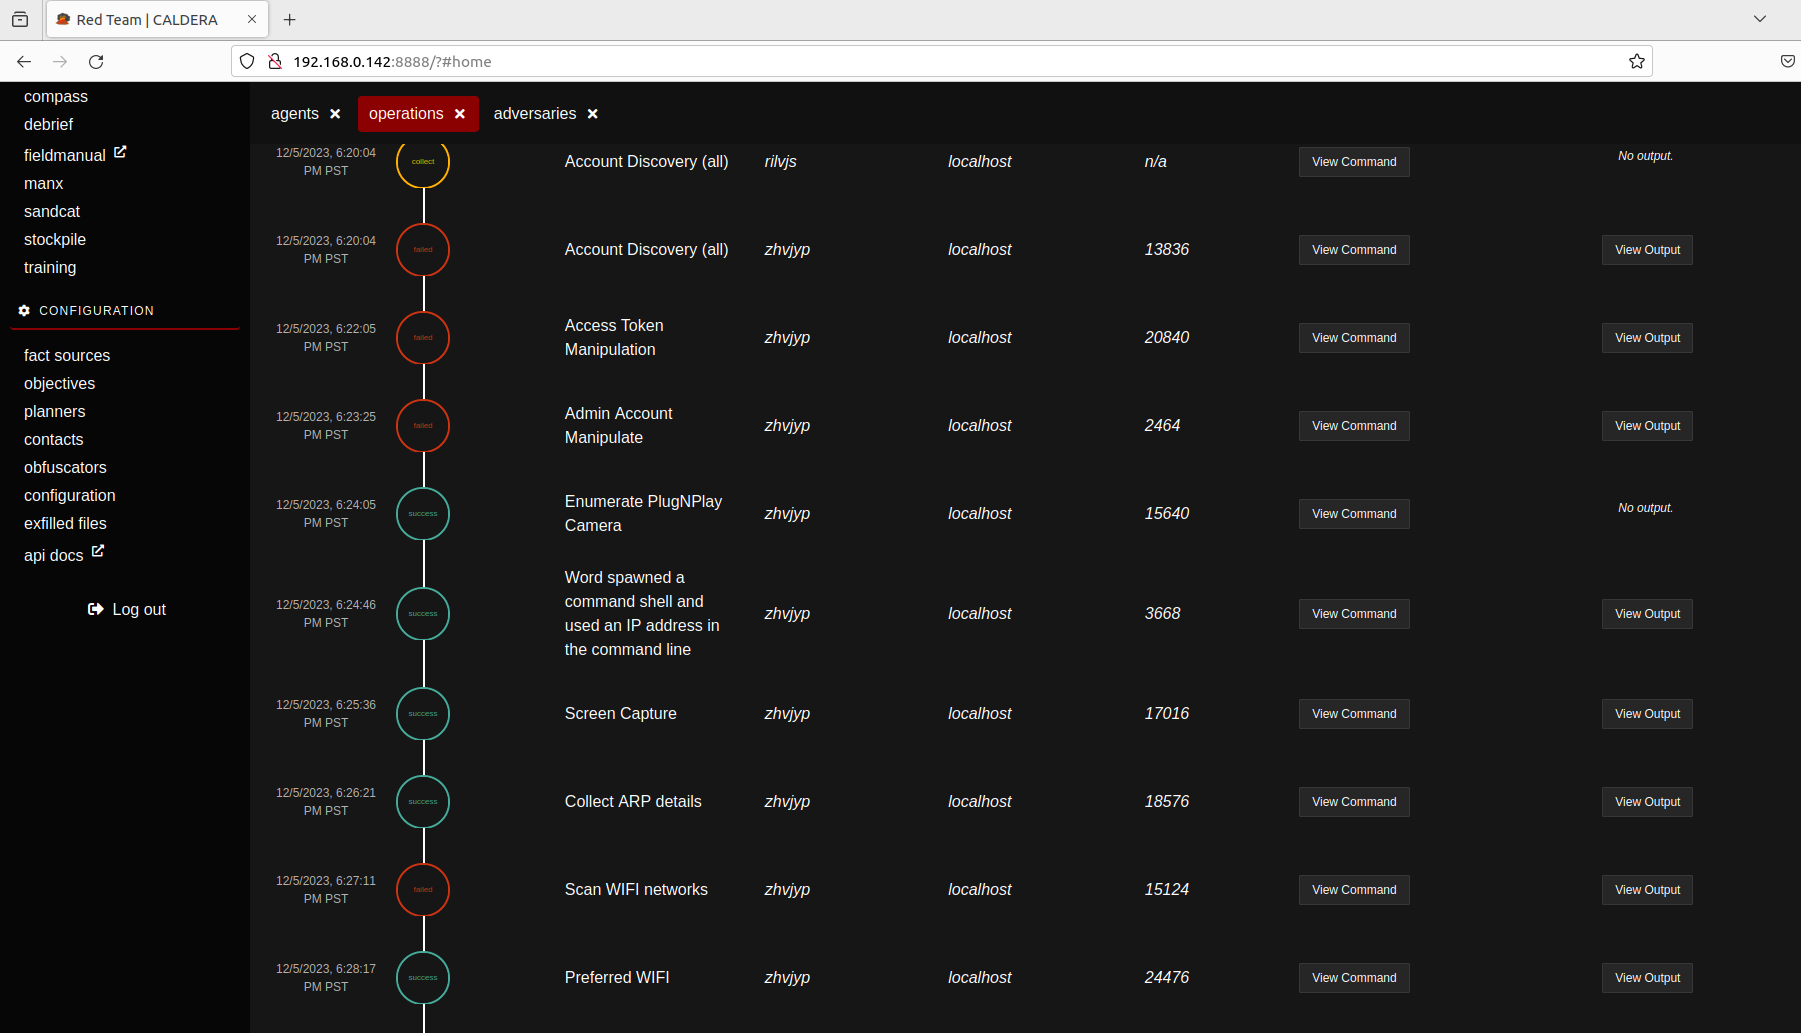 Red Team | CALDERA
192.168.0.142:8888/?#home
compass
debrief
fieldmanual
manx
sandcat
stockpile
training
CONFIGURATION
fact sources
objectives
planners
contacts
obfuscators
configuration
exfilled files
api docs
Log out
agents
operations
adversaries
12/5/2023, 6:20:04
PM PST
collect
Account Discovery (all)
rilvjs
localhost
n/a
View Command
No output.
12/5/2023, 6:20:04
PM PST
failed
Account Discovery (all)
zhvjyp
localhost
13836
View Command
View Output
12/5/2023, 6:22:05
PM PST
failed
Access Token
Manipulation
zhvjyp
localhost
20840
View Command
View Output
12/5/2023, 6:23:25
PM PST
failed
Admin Account
Manipulate
zhvjyp
localhost
2464
View Command
View Output
12/5/2023, 6:24:05
PM PST
success
Enumerate PlugNPlay
Camera
zhvjyp
localhost
15640
View Command
No output.
12/5/2023, 6:24:46
PM PST
success
Word spawned a
command shell and
used an IP address in
the command line
zhvjyp
localhost
3668
View Command
View Output
12/5/2023, 6:25:36
PM PST
success
Screen Capture
zhvjyp
localhost
17016
View Command
View Output
12/5/2023, 6:26:21
PM PST
success
Collect ARP details
zhvjyp
localhost
18576
View Command
View Output
12/5/2023, 6:27:11
PM PST
failed
Scan WIFI networks
zhvjyp
localhost
15124
View Command
View Output
12/5/2023, 6:28:17
PM PST
success
Preferred WIFI
zhvjyp
localhost
24476
View Command
View Output